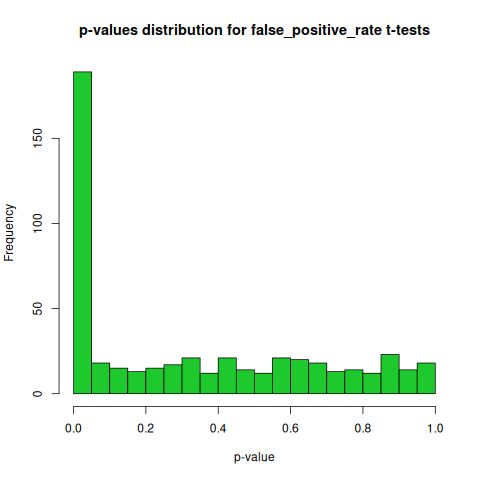 p-values distribution for false_positive_rate t-tests
Frequency
150
100
50
0
0.0 0.2 0.4 0.6 0.8 1.0
p-value